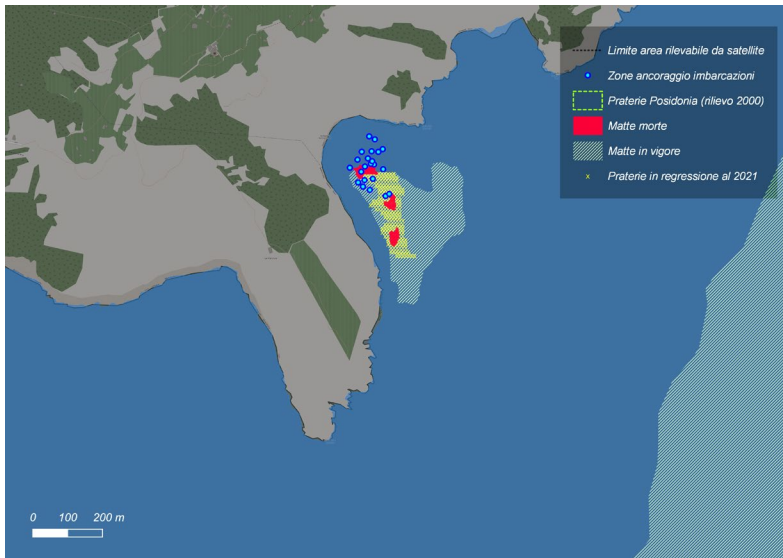 Limite area rilevabile da satellite
Zone ancoraggio imbarcazioni
Praterie Posidonia (rilievo 2000)
Matte morte
Matte in vigore
Praterie in regressione al 2021
0 100 200 m